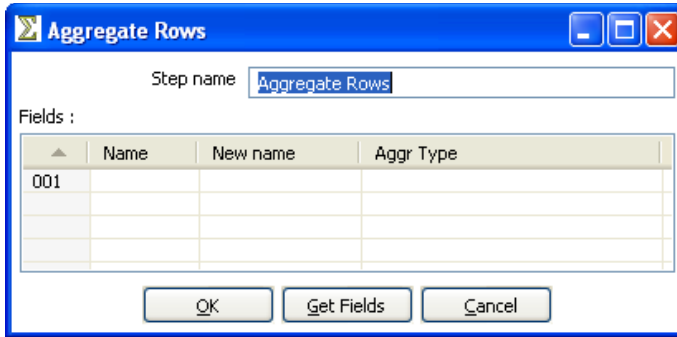 Aggregate Rows
Step name Aggregate Rows
Fields :
Name New name Aggr Type
001
OK Get Fields Cancel